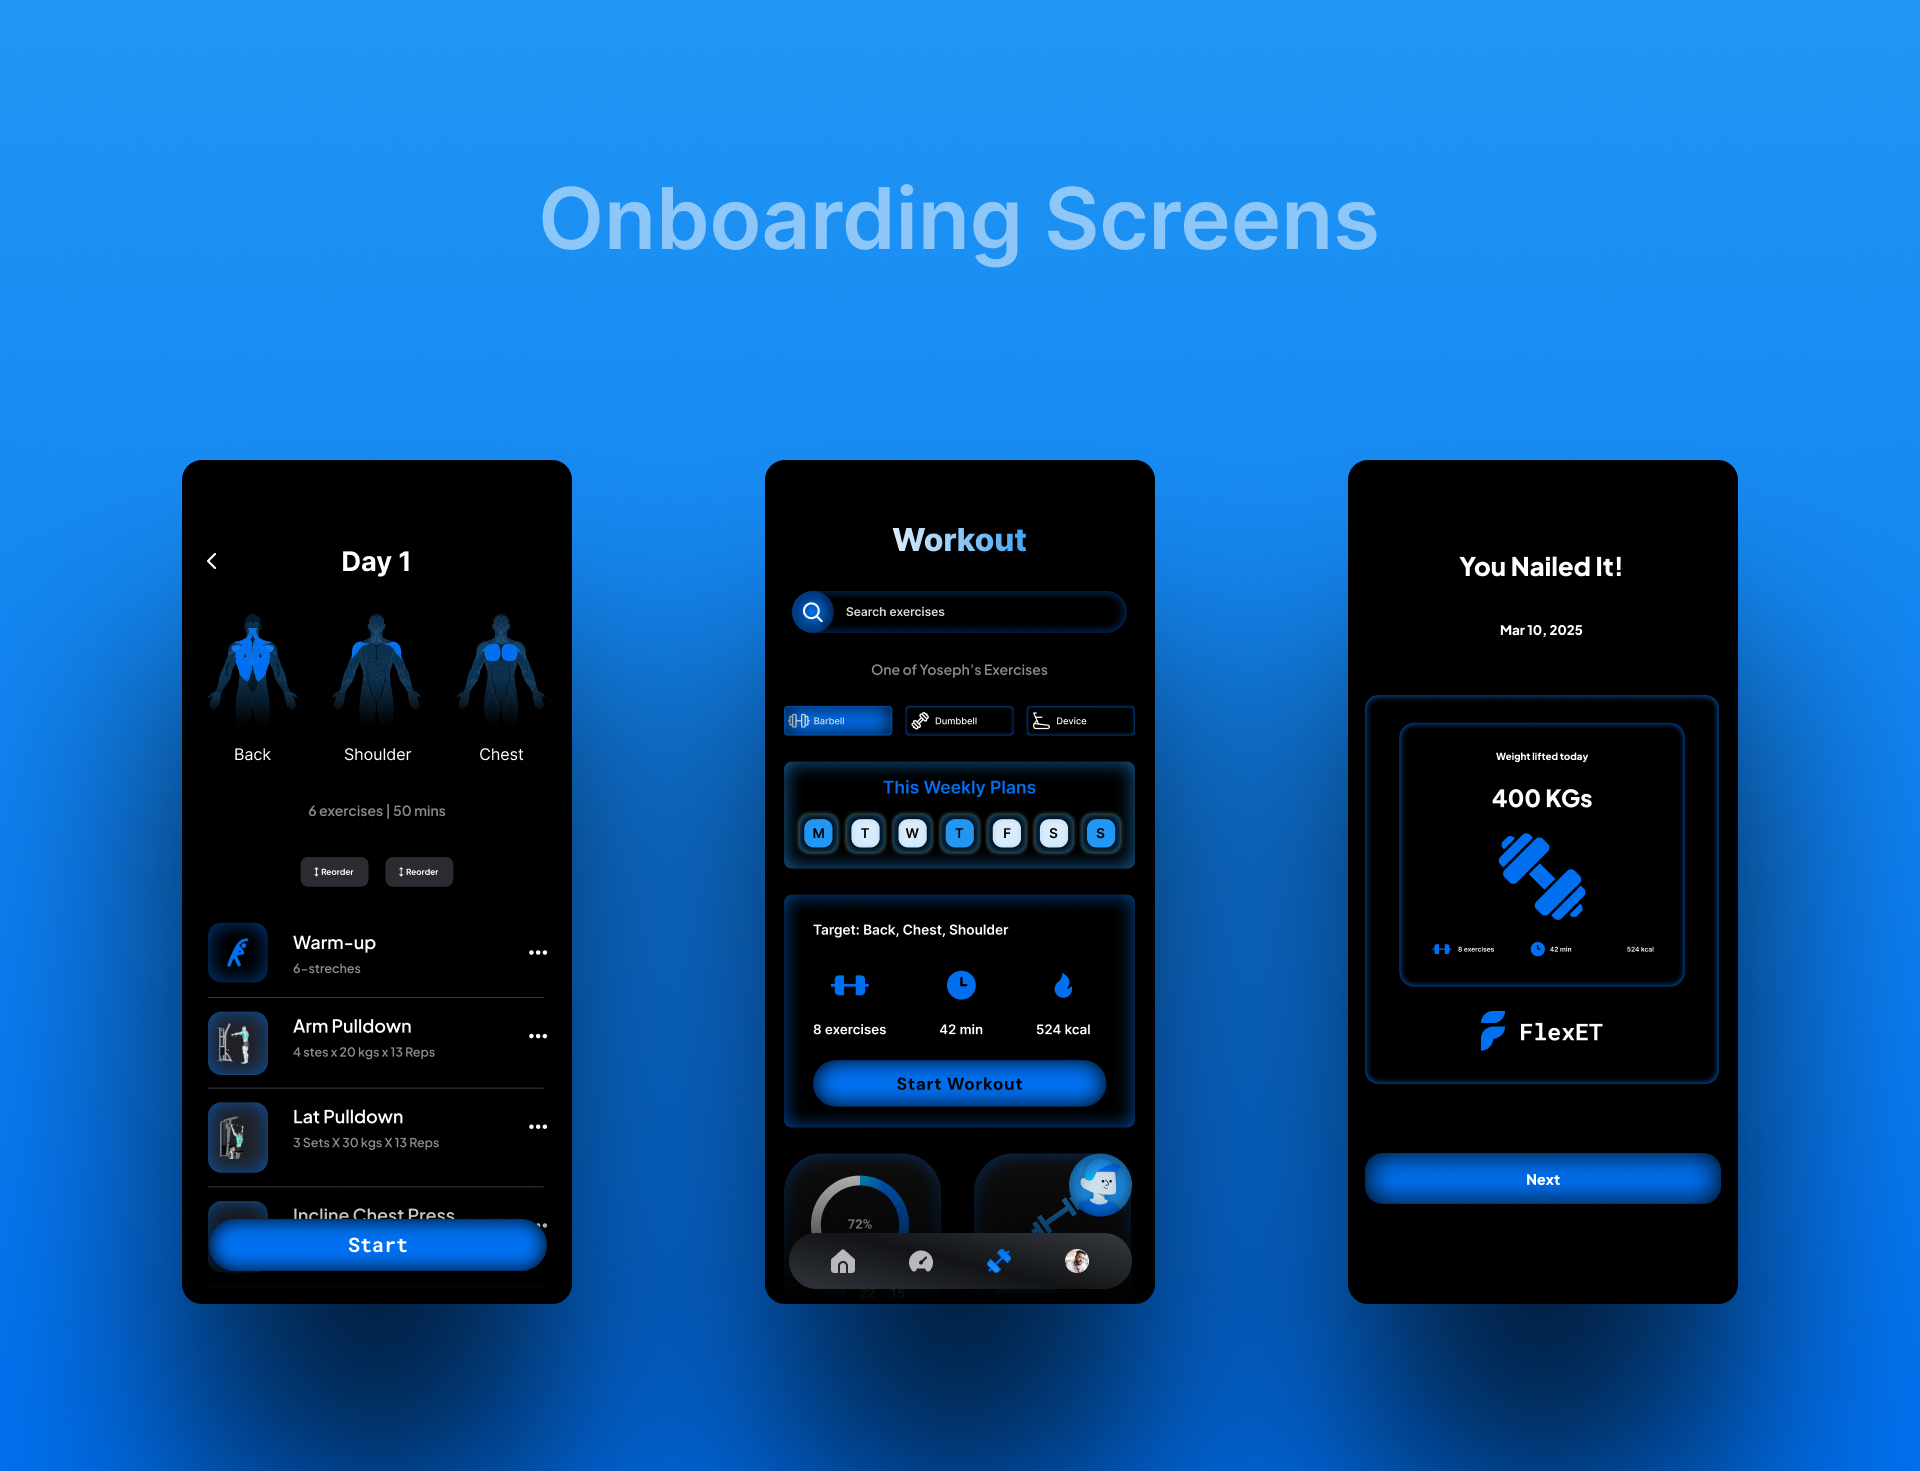 Onboarding Screens
Day 1
Back
Shoulder
Chest
6 exercises | 50 mins
Reorder
Reorder
Warm-up
6-streches
Arm Pulldown
4 stes x 20 kgs x 13 Reps
Lat Pulldown
3 Sets X 30 kgs X 13 Reps
Incline Chest Press
Start
Workout
Search exercises
One of Yoseph's Exercises
Barbell
Dumbbell
Device
This Weekly Plans
M T W T F S S
Target: Back, Chest, Shoulder
8 exercises
42 min
524 kcal
Start Workout
72%
22 15
You Nailed It!
Mar 10, 2025
Weight lifted today
400 KGs
8 exercises
42 min
524 kcal
FlexET
Next